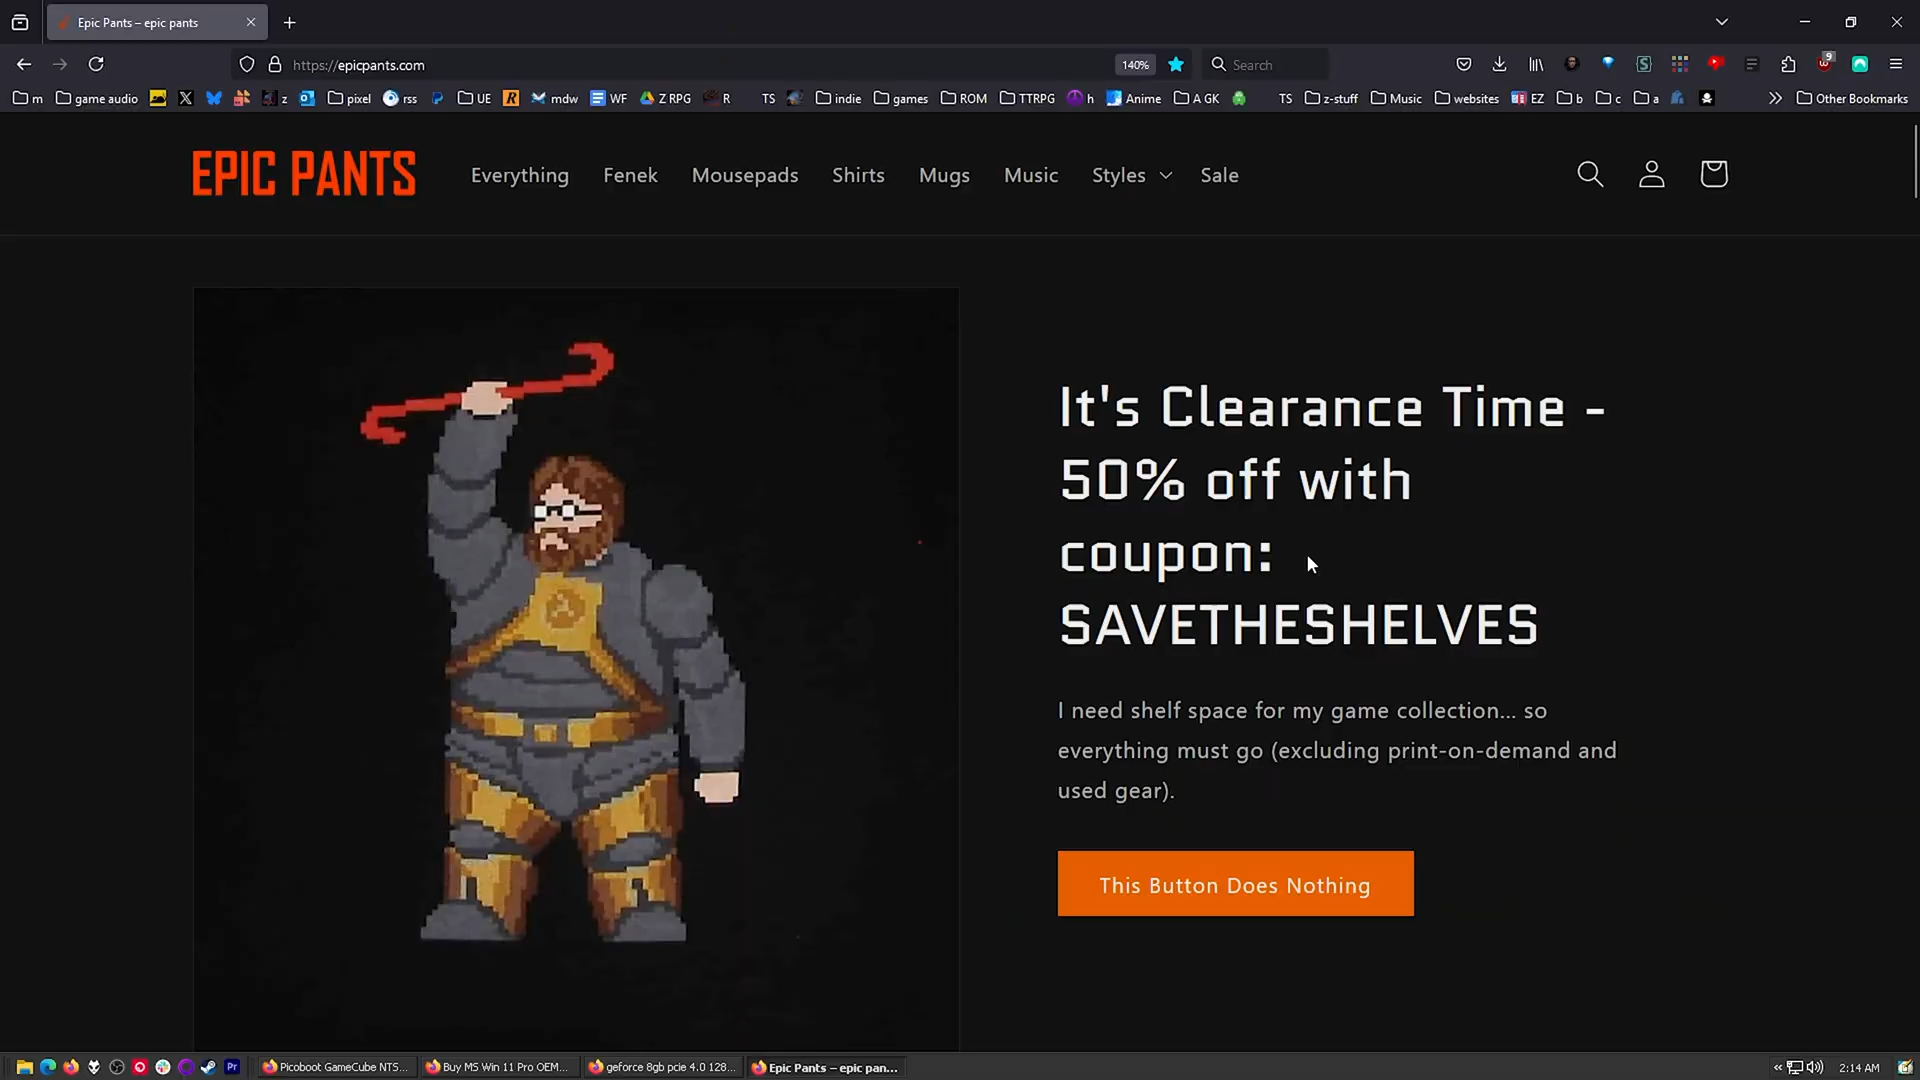 Epic Pants – epic pants
https://epicpants.com
140%
Search
9
m
game audio
z
pixel
rss
UE
mdw
WF
Z RPG
R
TS
indie
games
ROM
TTRPG
h
Anime
A GK
TS
z-stuff
Music
websites
EZ
b
c
a
Other Bookmarks
EPIC PANTS
Everything
Fenek
Mousepads
Shirts
Mugs
Music
Styles
Sale
It's Clearance Time -
50% off with
coupon:
SAVETHESHELVES
I need shelf space for my game collection... so
everything must go (excluding print-on-demand and
used gear).
This Button Does Nothing
Picoboot GameCube NTS...
Buy MS Win 11 Pro OEM...
geforce 8gb pcie 4.0 128...
Epic Pants – epic pan...
2:14 AM